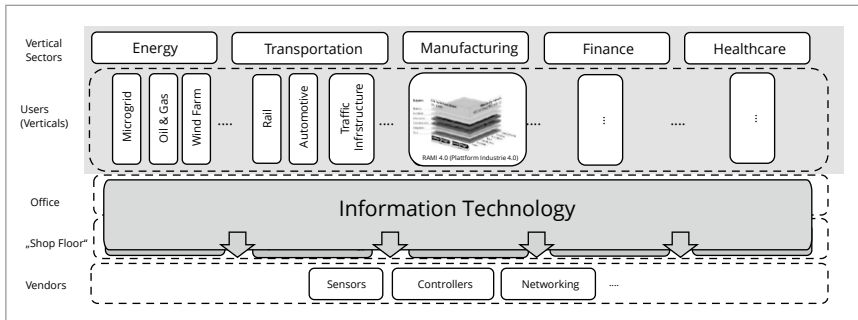 Vertical
Sectors
Energy
Transportation
Manufacturing
Finance
Healthcare
Users
(Verticals)
Microgrid
Oil & Gas
Wind Farm
....
Rail
Automotive
Traffic
Infrstructure
....
RAMI 4.0 (Plattform Industrie 4.0)
....
...
....
...
Office
Information Technology
„Shop Floor“
Vendors
Sensors
Controllers
Networking
....